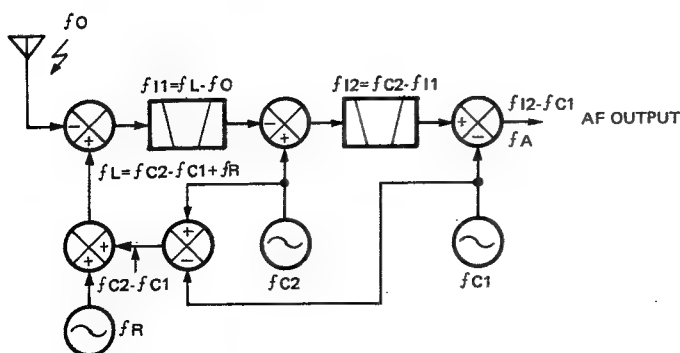 fO
fI1=fL-fO
fI2=fC2-fI1
fI2-fC1
AF OUTPUT
fA
fL=fC2-fC1+fR
fC2-fC1
fC2
fC1
fR